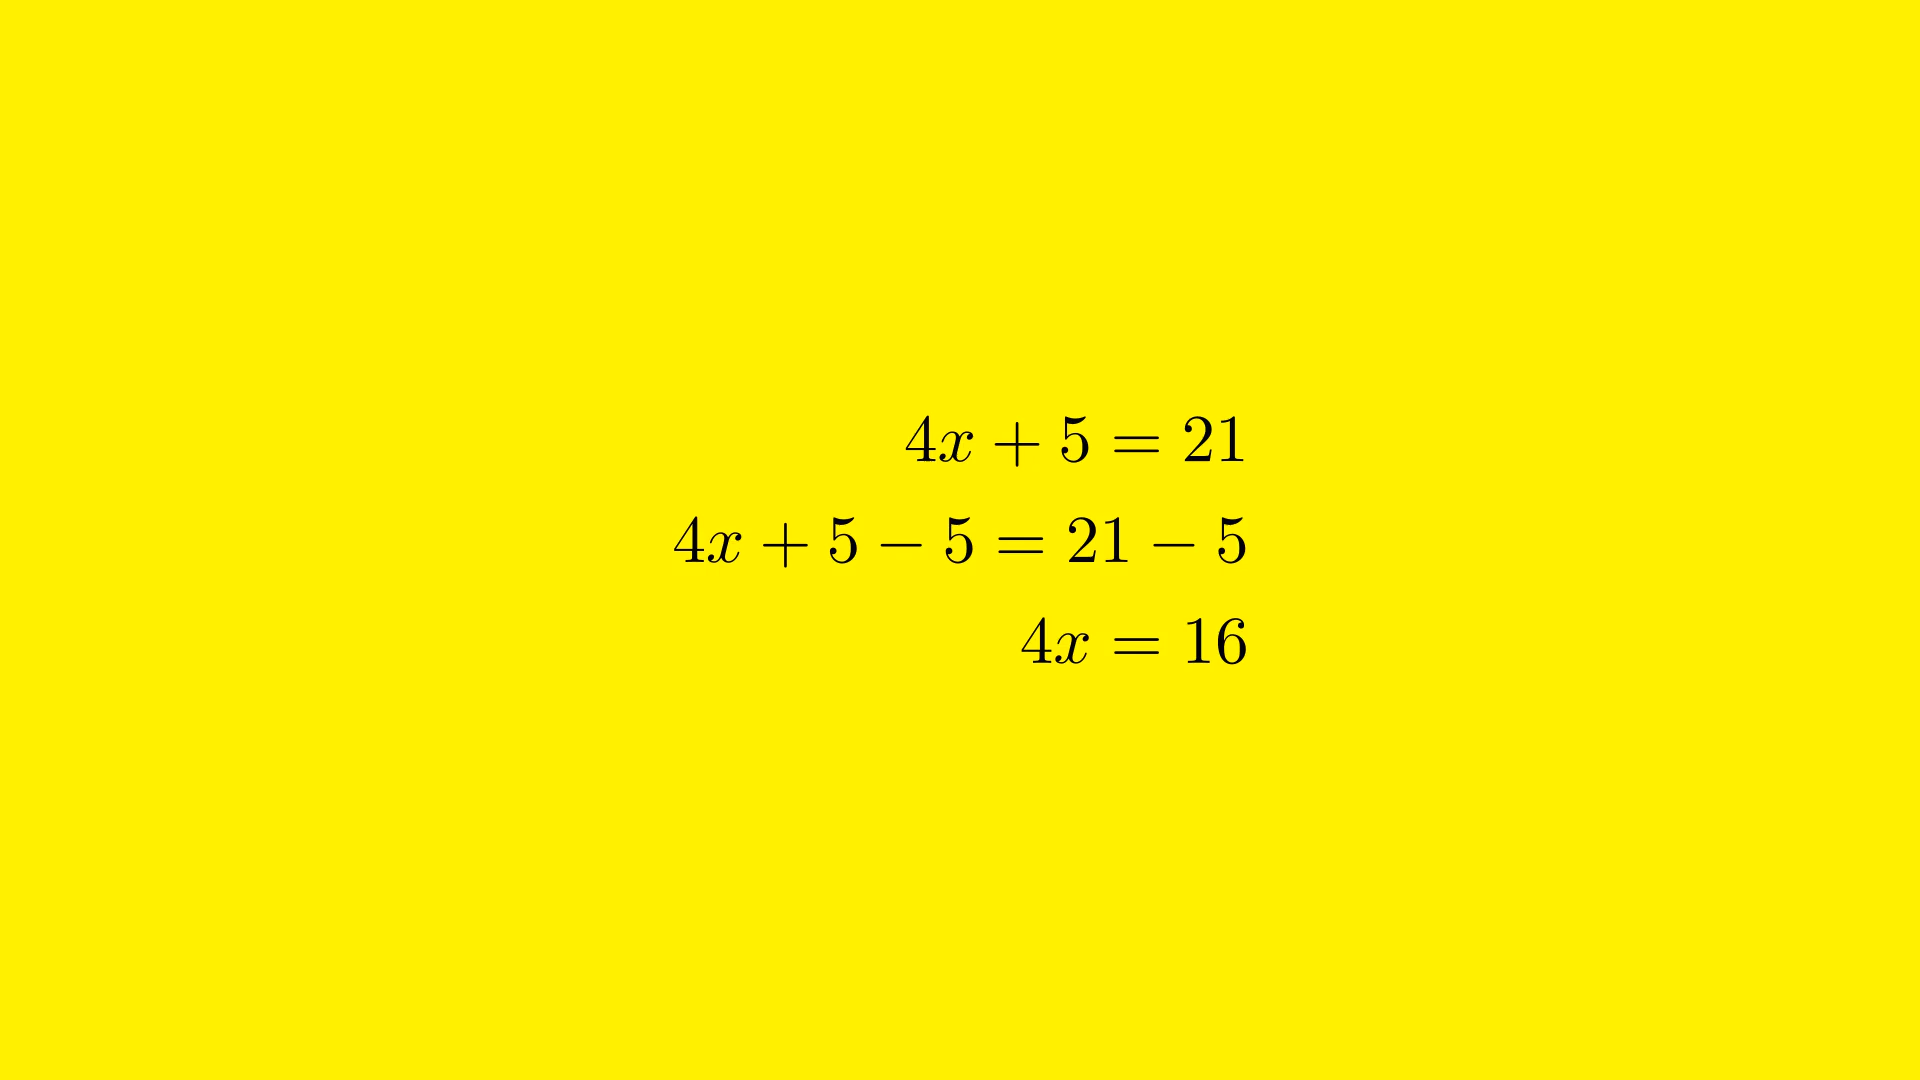 4x + 5 = 21
4x + 5 − 5 = 21 − 5
4x = 16